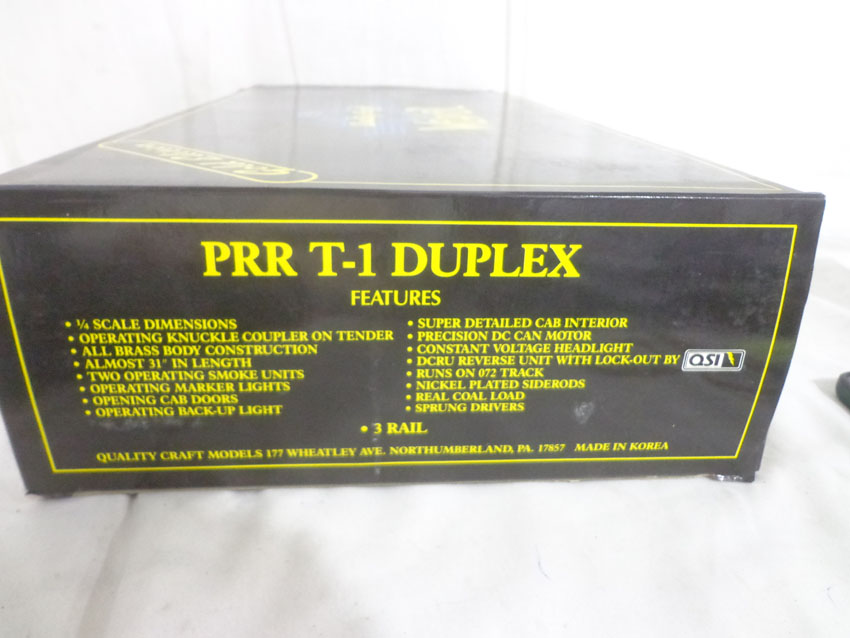 PRR T-1 DUPLEX
FEATURES
• ¼ SCALE DIMENSIONS
• OPERATING KNUCKLE COUPLER ON TENDER
• ALL BRASS BODY CONSTRUCTION
• ALMOST 31" IN LENGTH
• TWO OPERATING SMOKE UNITS
• OPERATING MARKER LIGHTS
• OPENING CAB DOORS
• OPERATING BACK-UP LIGHT
• SUPER DETAILED CAB INTERIOR
• PRECISION DC CAN MOTOR
• CONSTANT VOLTAGE HEADLIGHT
• DCRU REVERSE UNIT WITH LOCK-OUT BY QSI
• RUNS ON 072 TRACK
• NICKEL PLATED SIDERODS
• REAL COAL LOAD
• SPRUNG DRIVERS
• 3 RAIL
QUALITY CRAFT MODELS 177 WHEATLEY AVE. NORTHUMBERLAND, PA. 17857 MADE IN KOREA